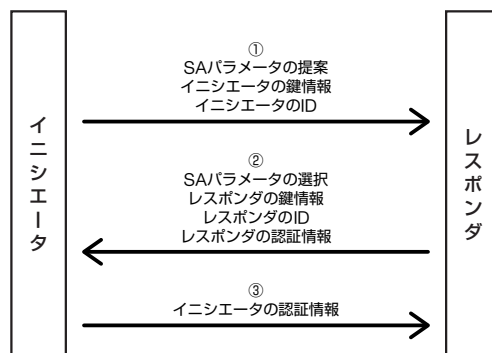 イニシエータ
①
SAパラメータの提案
イニシエータの鍵情報
イニシエータのID
②
SAパラメータの選択
レスポンダの鍵情報
レスポンダのID
レスポンダの認証情報
③
イニシエータの認証情報
レスポンダ